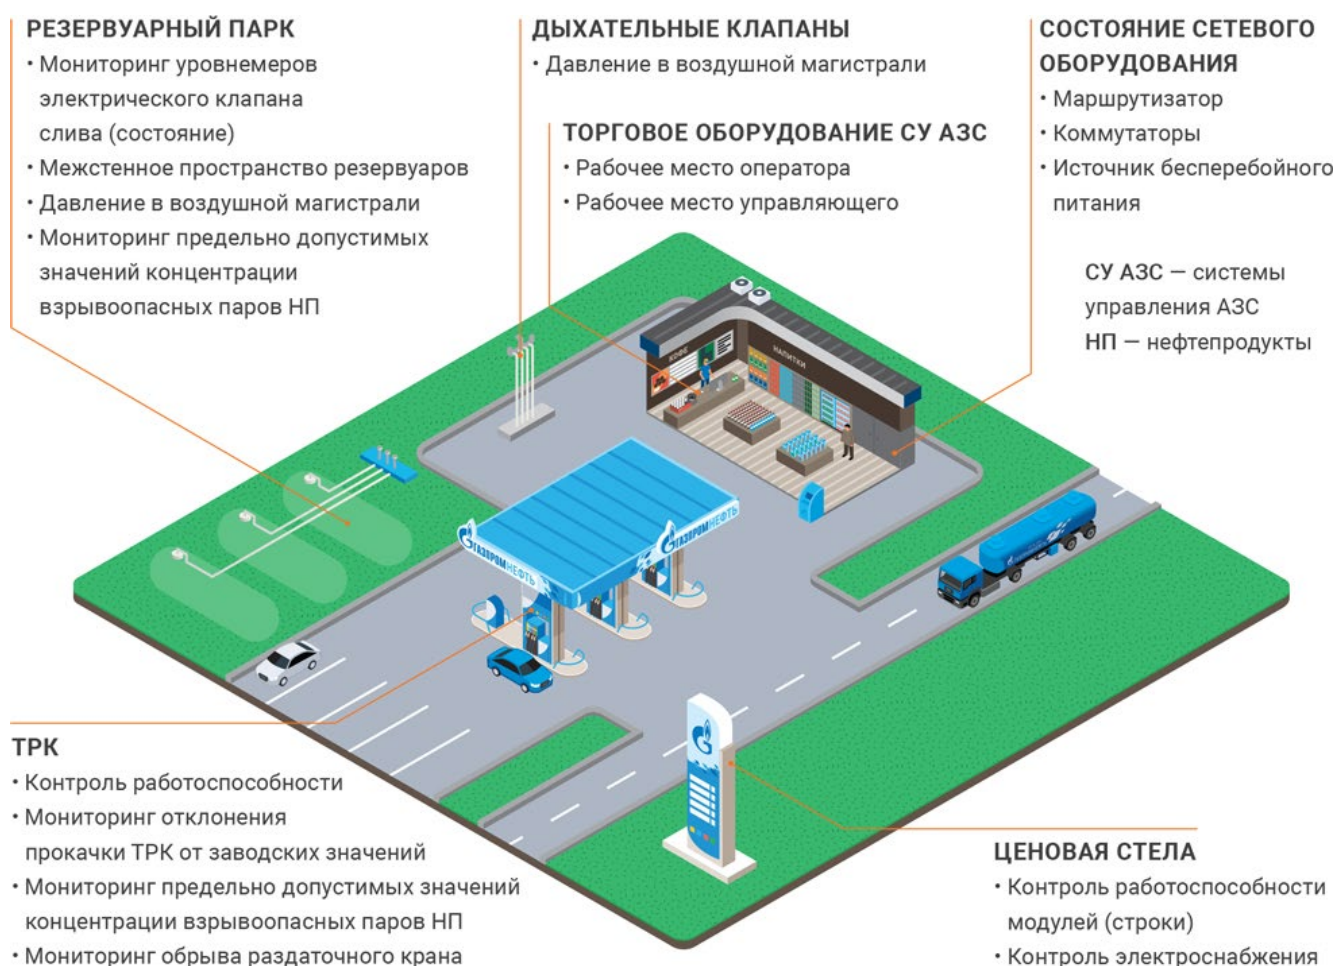 РЕЗЕРВУАРНЫЙ ПАРК
• Мониторинг уровнемеров
электрического клапана
слива (состояние)
• Межстенное пространство резервуаров
• Давление в воздушной магистрали
• Мониторинг предельно допустимых
значений концентрации
взрывоопасных паров НП
ДЫХАТЕЛЬНЫЕ КЛАПАНЫ
• Давление в воздушной магистрали
ТОРГОВОЕ ОБОРУДОВАНИЕ СУ АЗС
• Рабочее место оператора
• Рабочее место управляющего
СОСТОЯНИЕ СЕТЕВОГО
ОБОРУДОВАНИЯ
• Маршрутизатор
• Коммутаторы
• Источник бесперебойного
питания
СУ АЗС — системы
управления АЗС
НП — нефтепродукты
КОФЕ
НАПИТКИ
ГАЗПРОМНЕФТЬ
ГАЗПРОМНЕФТЬ
ТРК
• Контроль работоспособности
• Мониторинг отклонения
прокачки ТРК от заводских значений
• Мониторинг предельно допустимых значений
концентрации взрывоопасных паров НП
• Мониторинг обрыва раздаточного крана
ЦЕНОВАЯ СТЕЛА
• Контроль работоспособности
модулей (строки)
• Контроль электроснабжения